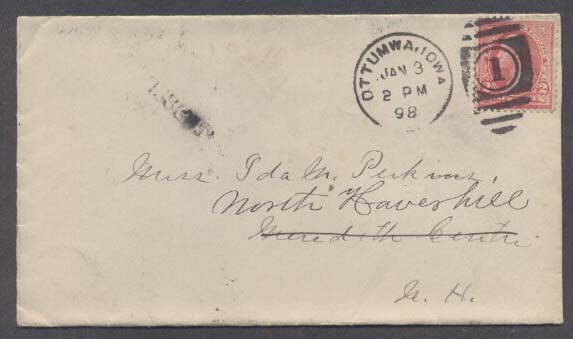 OTTUMWA, IOWA
JAN 3
2 PM
98
1
Miss. Ida M. Perkins,
North Haverhill
Meredith Centre
N. H.